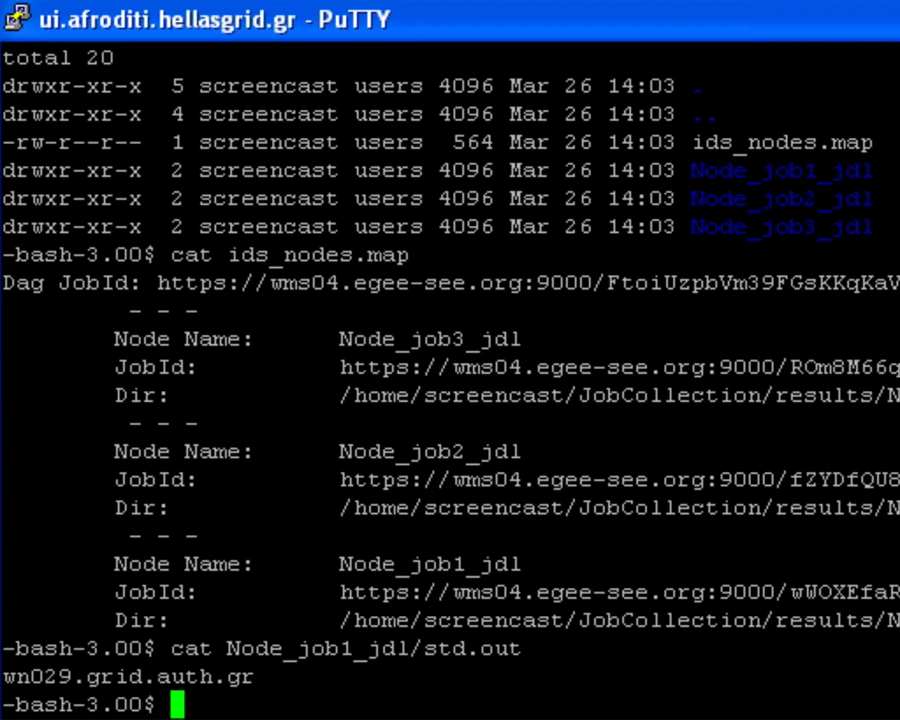 ui.afroditi.hellasgrid.gr - PuTTY
total 20
drwxr-xr-x 5 screencast users 4096 Mar 26 14:03 .
drwxr-xr-x 4 screencast users 4096 Mar 26 14:03 ..
-rw-r--r-- 1 screencast users 564 Mar 26 14:03 ids_nodes.map
drwxr-xr-x 2 screencast users 4096 Mar 26 14:03 Node_job1_jdl
drwxr-xr-x 2 screencast users 4096 Mar 26 14:03 Node_job2_jdl
drwxr-xr-x 2 screencast users 4096 Mar 26 14:03 Node_job3_jdl
-bash-3.00$ cat ids_nodes.map
Dag JobId: https://wms04.egee-see.org:9000/FtoiUzpbVm39FGsKKqKaV
- - -
Node Name: Node_job3_jdl
JobId: https://wms04.egee-see.org:9000/ROm8M66q
Dir: /home/screencast/JobCollection/results/N
- - -
Node Name: Node_job2_jdl
JobId: https://wms04.egee-see.org:9000/fZYDfQU8
Dir: /home/screencast/JobCollection/results/N
- - -
Node Name: Node_job1_jdl
JobId: https://wms04.egee-see.org:9000/wWOXEfaR
Dir: /home/screencast/JobCollection/results/N
-bash-3.00$ cat Node_job1_jdl/std.out
wn029.grid.auth.gr
-bash-3.00$